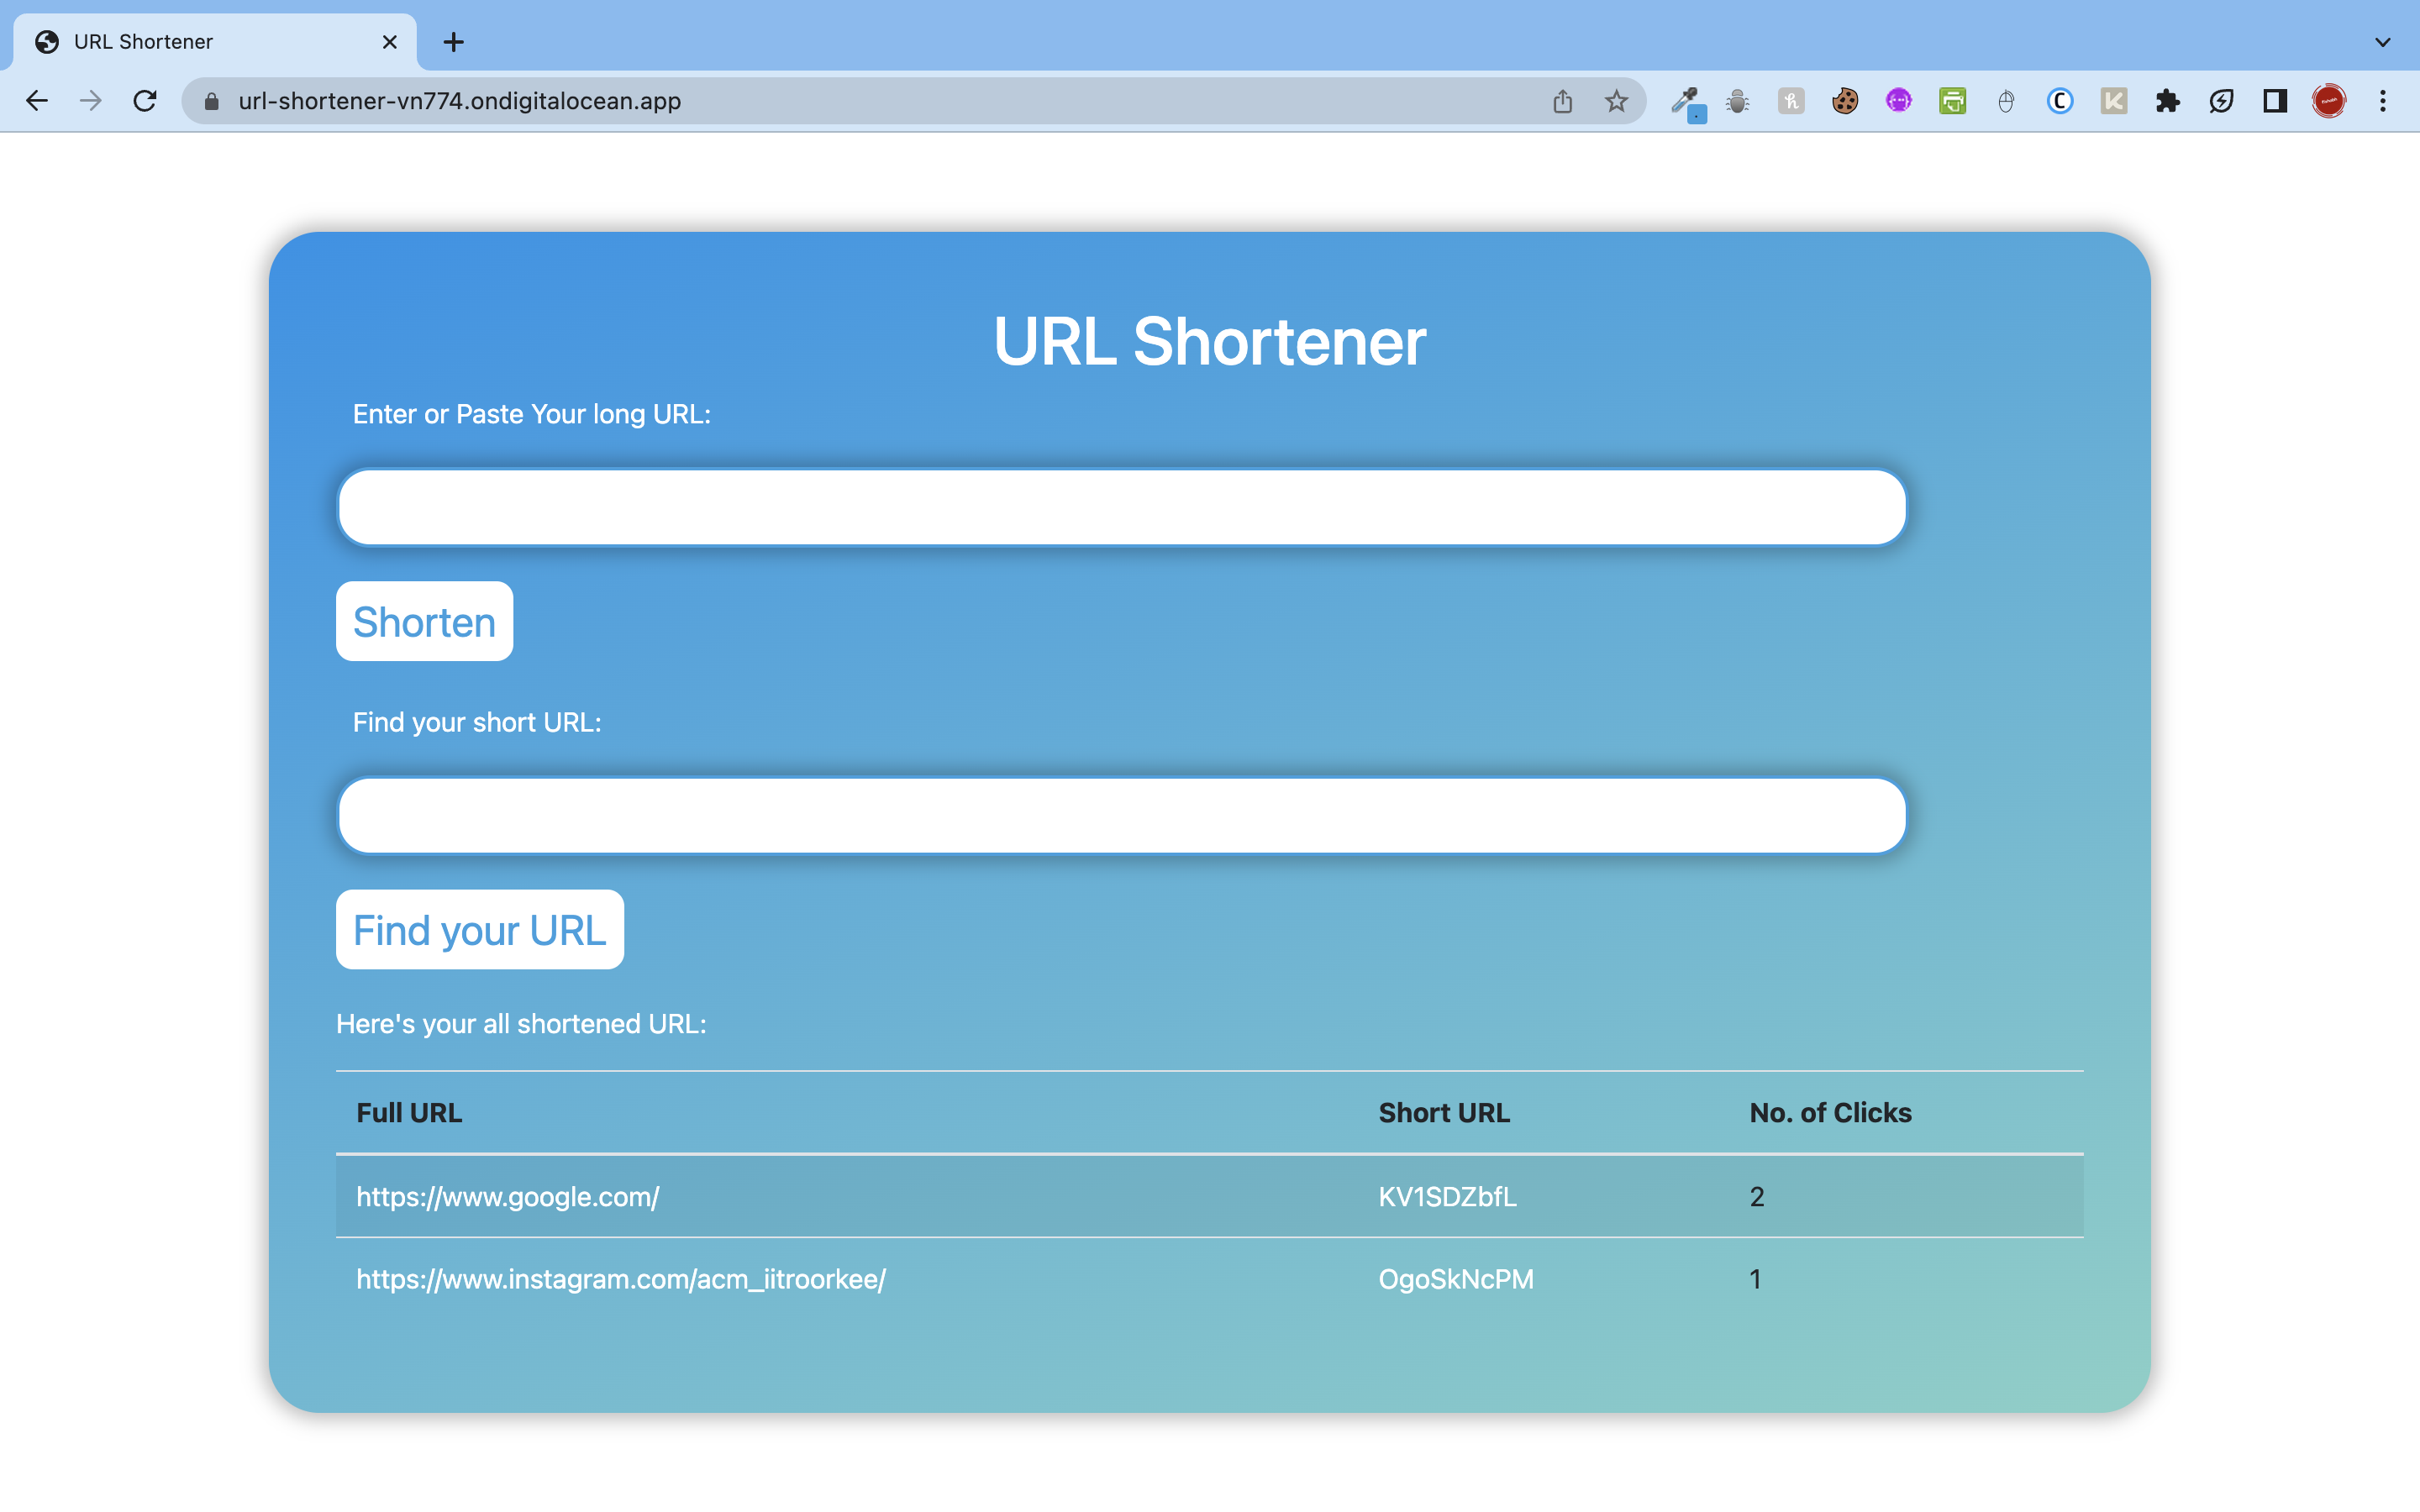 URL Shortener
url-shortener-vn774.ondigitalocean.app
URL Shortener
Enter or Paste Your long URL:
Shorten
Find your short URL:
Find your URL
Here's your all shortened URL:
Full URL Short URL No. of Clicks
https://www.google.com/ KV1SDZbfL 2
https://www.instagram.com/acm_iitroorkee/ OgoSkNcPM 1